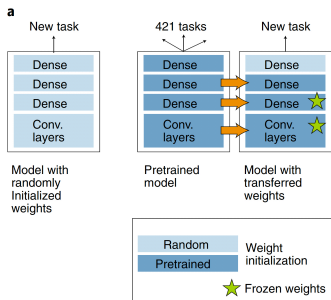 a
New task
Dense
Dense
Dense
Conv.
layers
Model with
randomly
Initialized
weights
421 tasks
Dense
Dense
Dense
Conv.
layers
Pretrained
model
New task
Dense
Dense
Dense
Conv.
layers
Model with
transferred
weights
Random
Pretrained
Weight
initialization
Frozen weights